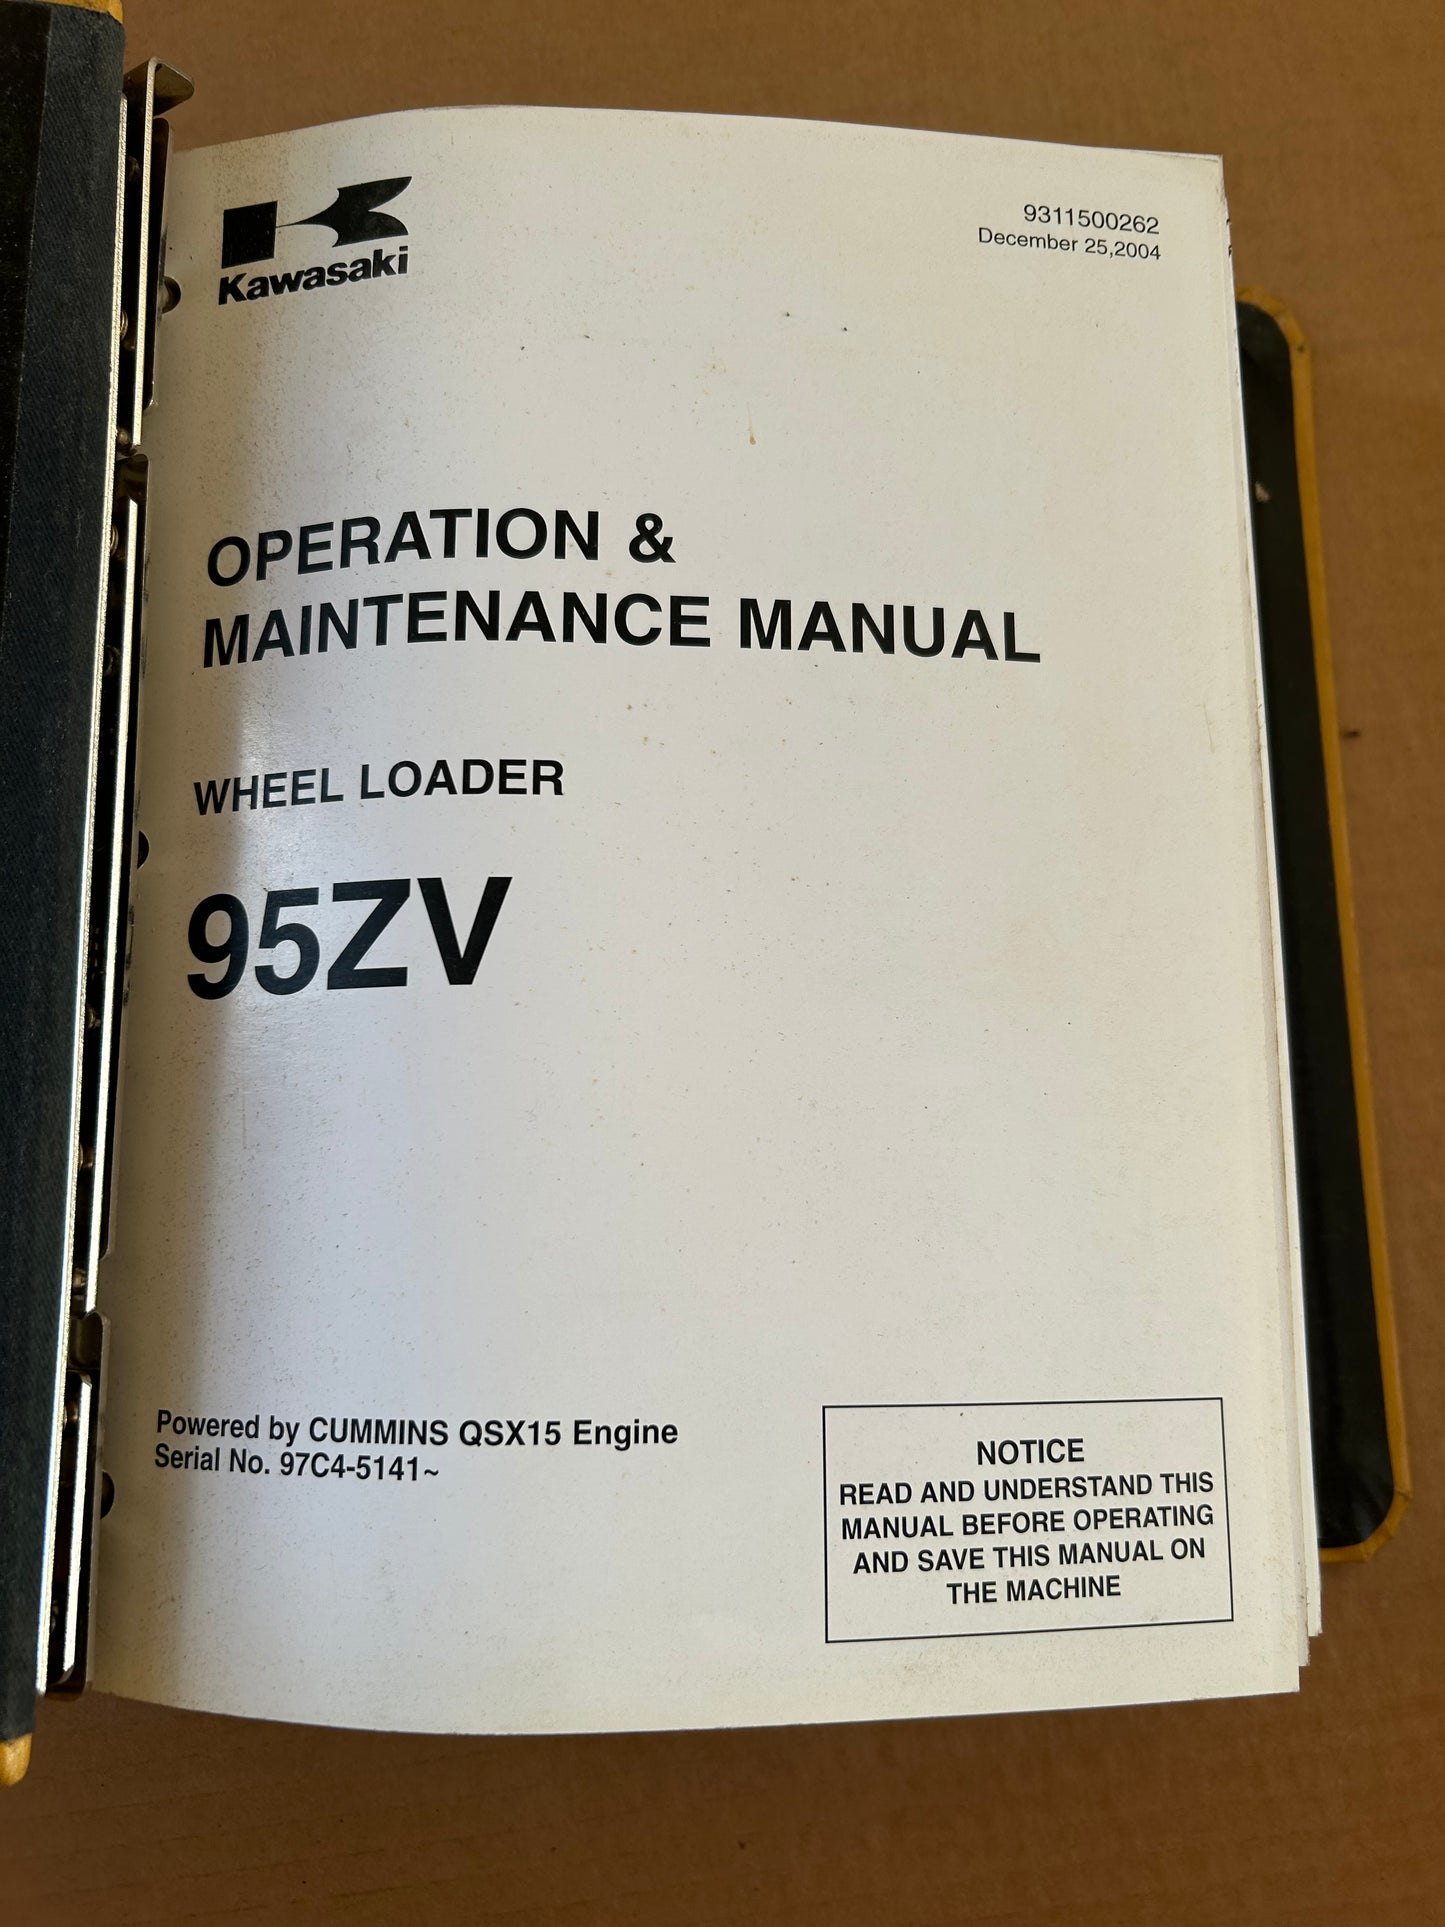 Kawasaki
9311500262
December 25,2004
OPERATION &
MAINTENANCE MANUAL
WHEEL LOADER
95ZV
Powered by CUMMINS QSX15 Engine
Serial No. 97C4-5141~
NOTICE
READ AND UNDERSTAND THIS
MANUAL BEFORE OPERATING
AND SAVE THIS MANUAL ON
THE MACHINE